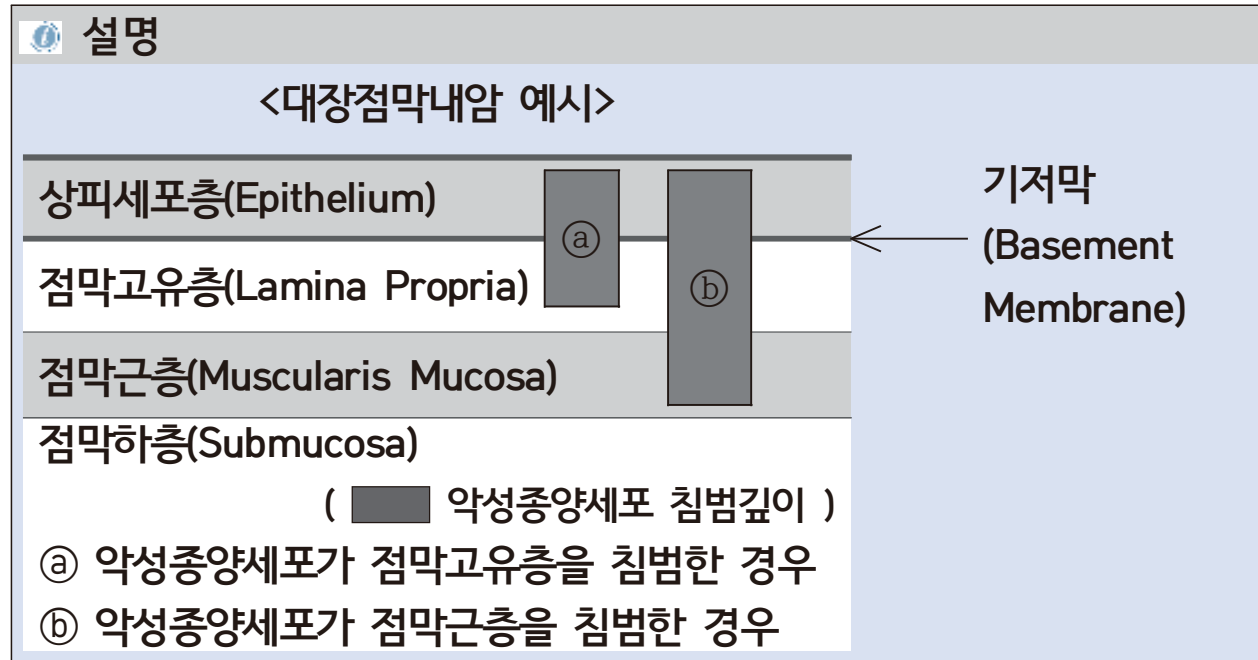 설명
<대장점막내암 예시>
상피세포층(Epithelium)
ⓐ
기저막
(Basement
Membrane)
점막고유층(Lamina Propria)
ⓑ
점막근층(Muscularis Mucosa)
점막하층(Submucosa)
( 악성종양세포 침범깊이 )
ⓐ 악성종양세포가 점막고유층을 침범한 경우
ⓑ 악성종양세포가 점막근층을 침범한 경우